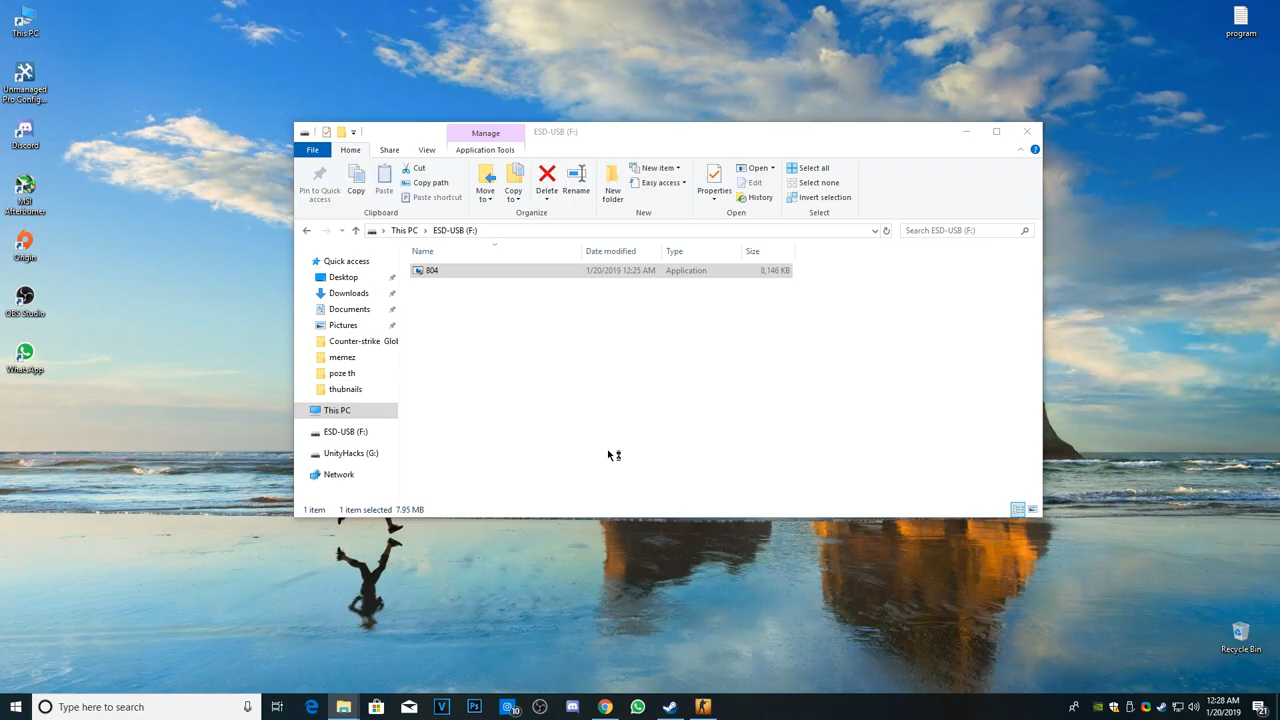 This PC
Unmanaged
Pro Config...
Discord
MSI
Afterburner
Origin
OBS Studio
WhatsApp
program
Recycle Bin
Manage
ESD-USB (F:)
File
Home
Share
View
Application Tools
Pin to Quick
access
Copy
Paste
Cut
Copy path
Paste shortcut
Clipboard
Move
to
Copy
to
Delete
Rename
Organize
New
folder
New item
Easy access
New
Properties
Open
Edit
History
Open
Select all
Select none
Invert selection
Select
This PC
ESD-USB (F:)
Search ESD-USB (F:)
Name
Date modified
Type
Size
804
1/20/2019 12:25 AM
Application
8,146 KB
Quick access
Desktop
Downloads
Documents
Pictures
Counter-strike Glol
memez
poze th
thubnails
This PC
ESD-USB (F:)
UnityHacks (G:)
Network
1 item
1 item selected 7.95 MB
Type here to search
V
Ps
10
12:28 AM
1/20/2019
21